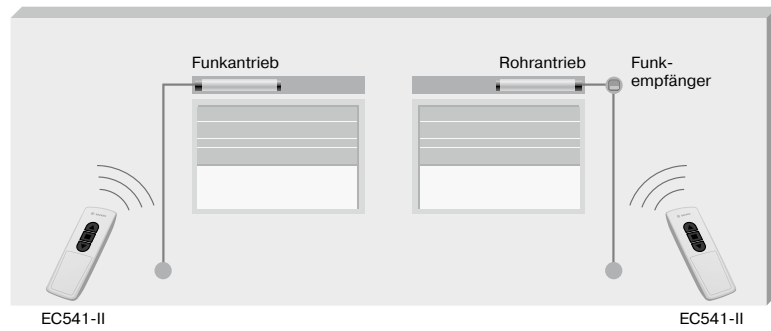 Funkantrieb
Rohrantrieb
Funk-
empfänger
EC541-II
EC541-II